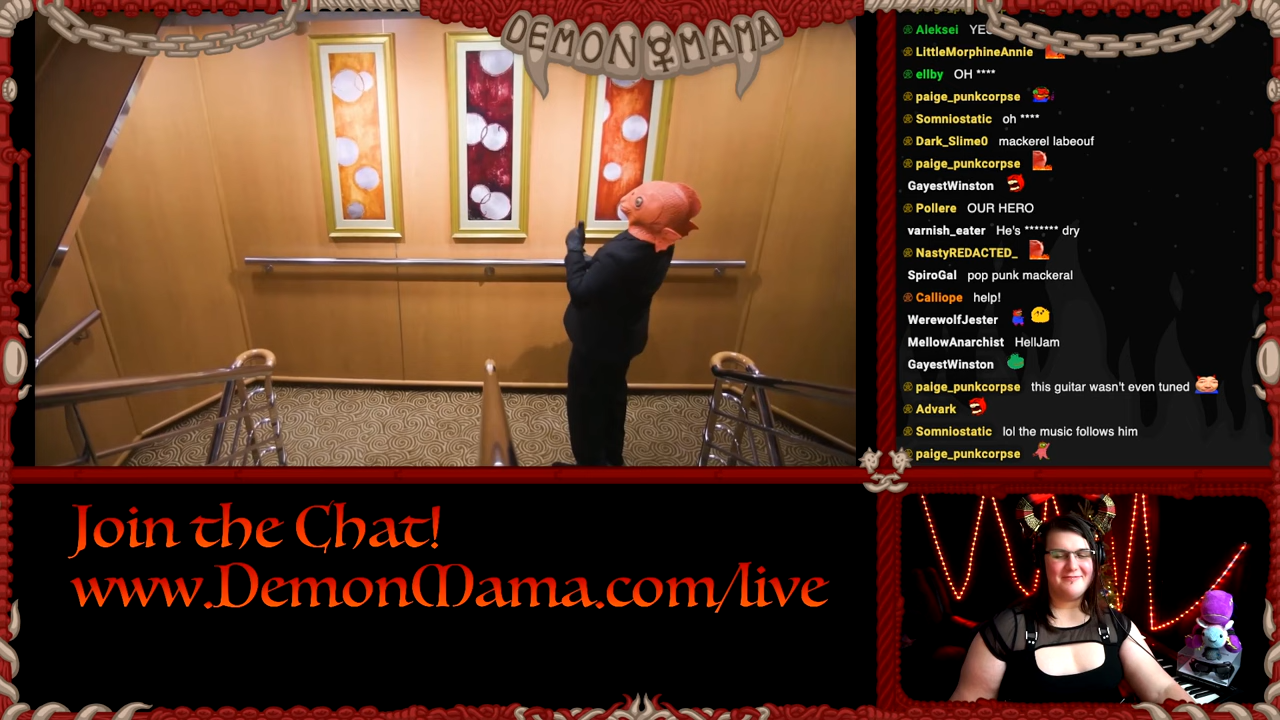 DEMON MAMA
Aleksei YES
LittleMorphineAnnie
ellby OH ****
paige_punkcorpse
Somniostatic oh ****
Dark_Slime0 mackerel labeouf
paige_punkcorpse
GayestWinston
Pollere OUR HERO
varnish_eater He's ******* dry
NastyREDACTED_
SpiroGal pop punk mackeral
Calliope help!
WerewolfJester
MellowAnarchist HellJam
GayestWinston
paige_punkcorpse this guitar wasn't even tuned
Advark
Somniostatic lol the music follows him
paige_punkcorpse
Join the Chat!
www.DemonMama.com/live